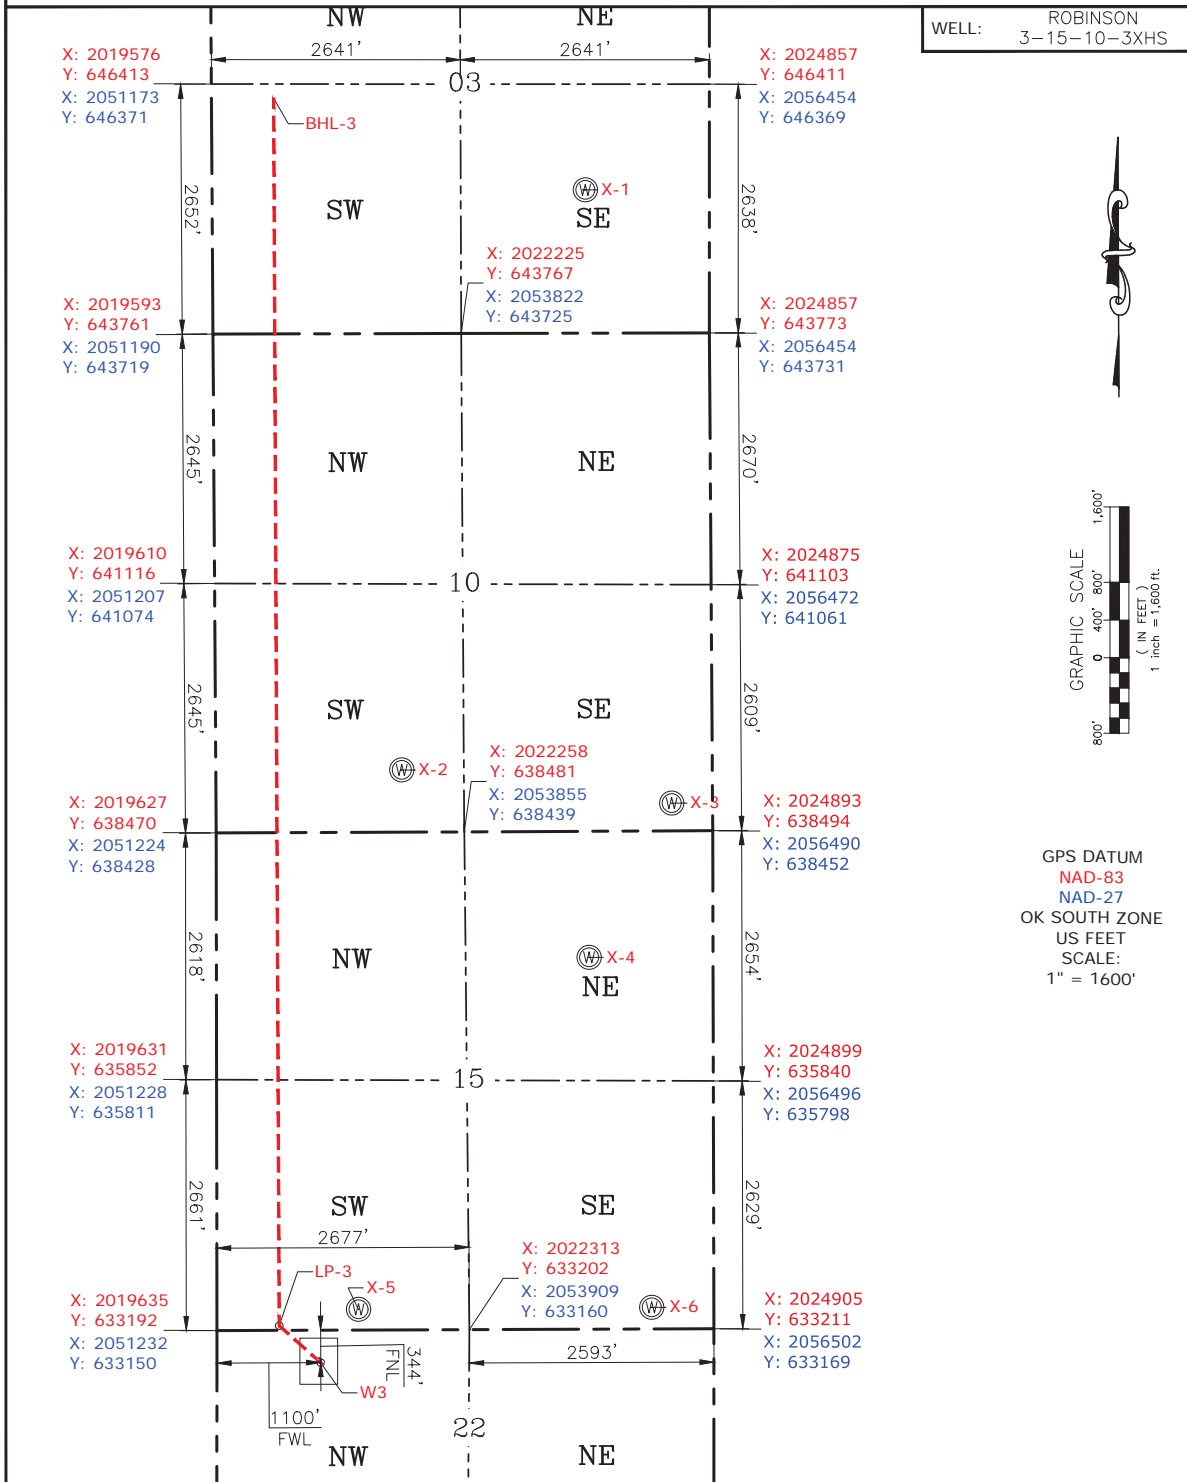 WELL: ROBINSON
3-15-10-3XHS
NW NE
2641' 2641'
X: 2019576
Y: 646413
X: 2051173
Y: 646371
X: 2024857
Y: 646411
X: 2056454
Y: 646369
03
BHL-3
2652'
SW
X-1
SE
2638'
X: 2022225
Y: 643767
X: 2053822
Y: 643725
X: 2019593
Y: 643761
X: 2051190
Y: 643719
X: 2024857
Y: 643773
X: 2056454
Y: 643731
2645'
NW NE
2670'
X: 2019610
Y: 641116
X: 2051207
Y: 641074
10
X: 2024875
Y: 641103
X: 2056472
Y: 641061
2645'
SW SE
2609'
X-2
X: 2022258
Y: 638481
X: 2053855
Y: 638439
X-3
X: 2019627
Y: 638470
X: 2051224
Y: 638428
X: 2024893
Y: 638494
X: 2056490
Y: 638452
2618'
NW
X-4
NE
2654'
X: 2019631
Y: 635852
X: 2051228
Y: 635811
15
X: 2024899
Y: 635840
X: 2056496
Y: 635798
2661'
SW SE
2629'
2677'
X: 2022313
Y: 633202
X: 2053909
Y: 633160
LP-3
X-5
X-6
X: 2019635
Y: 633192
X: 2051232
Y: 633150
X: 2024905
Y: 633211
X: 2056502
Y: 633169
344'
FNL
2593'
W3
1100'
FWL
22
NW NE
W
W
W
W
W
W
GRAPHIC SCALE
800' 0 400' 800' 1,600'
( IN FEET )
1 inch = 1,600 ft.
GPS DATUM
NAD-83
NAD-27
OK SOUTH ZONE
US FEET
SCALE:
1" = 1600'